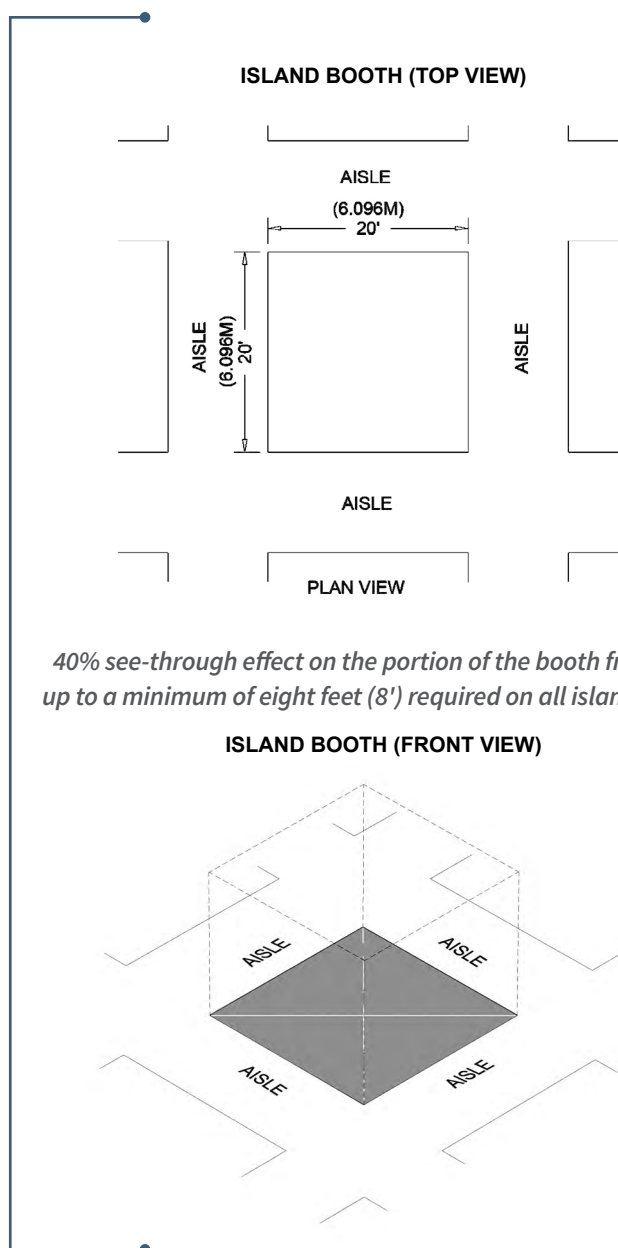 ISLAND BOOTH (TOP VIEW)
AISLE
(6.096M)
20'
AISLE
(6.096M)
20'
AISLE
AISLE
PLAN VIEW
40% see-through effect on the portion of the booth
up to a minimum of eight feet (8') required on all
ISLAND BOOTH (FRONT VIEW)
AISLE
AISLE
AISLE
AISLE